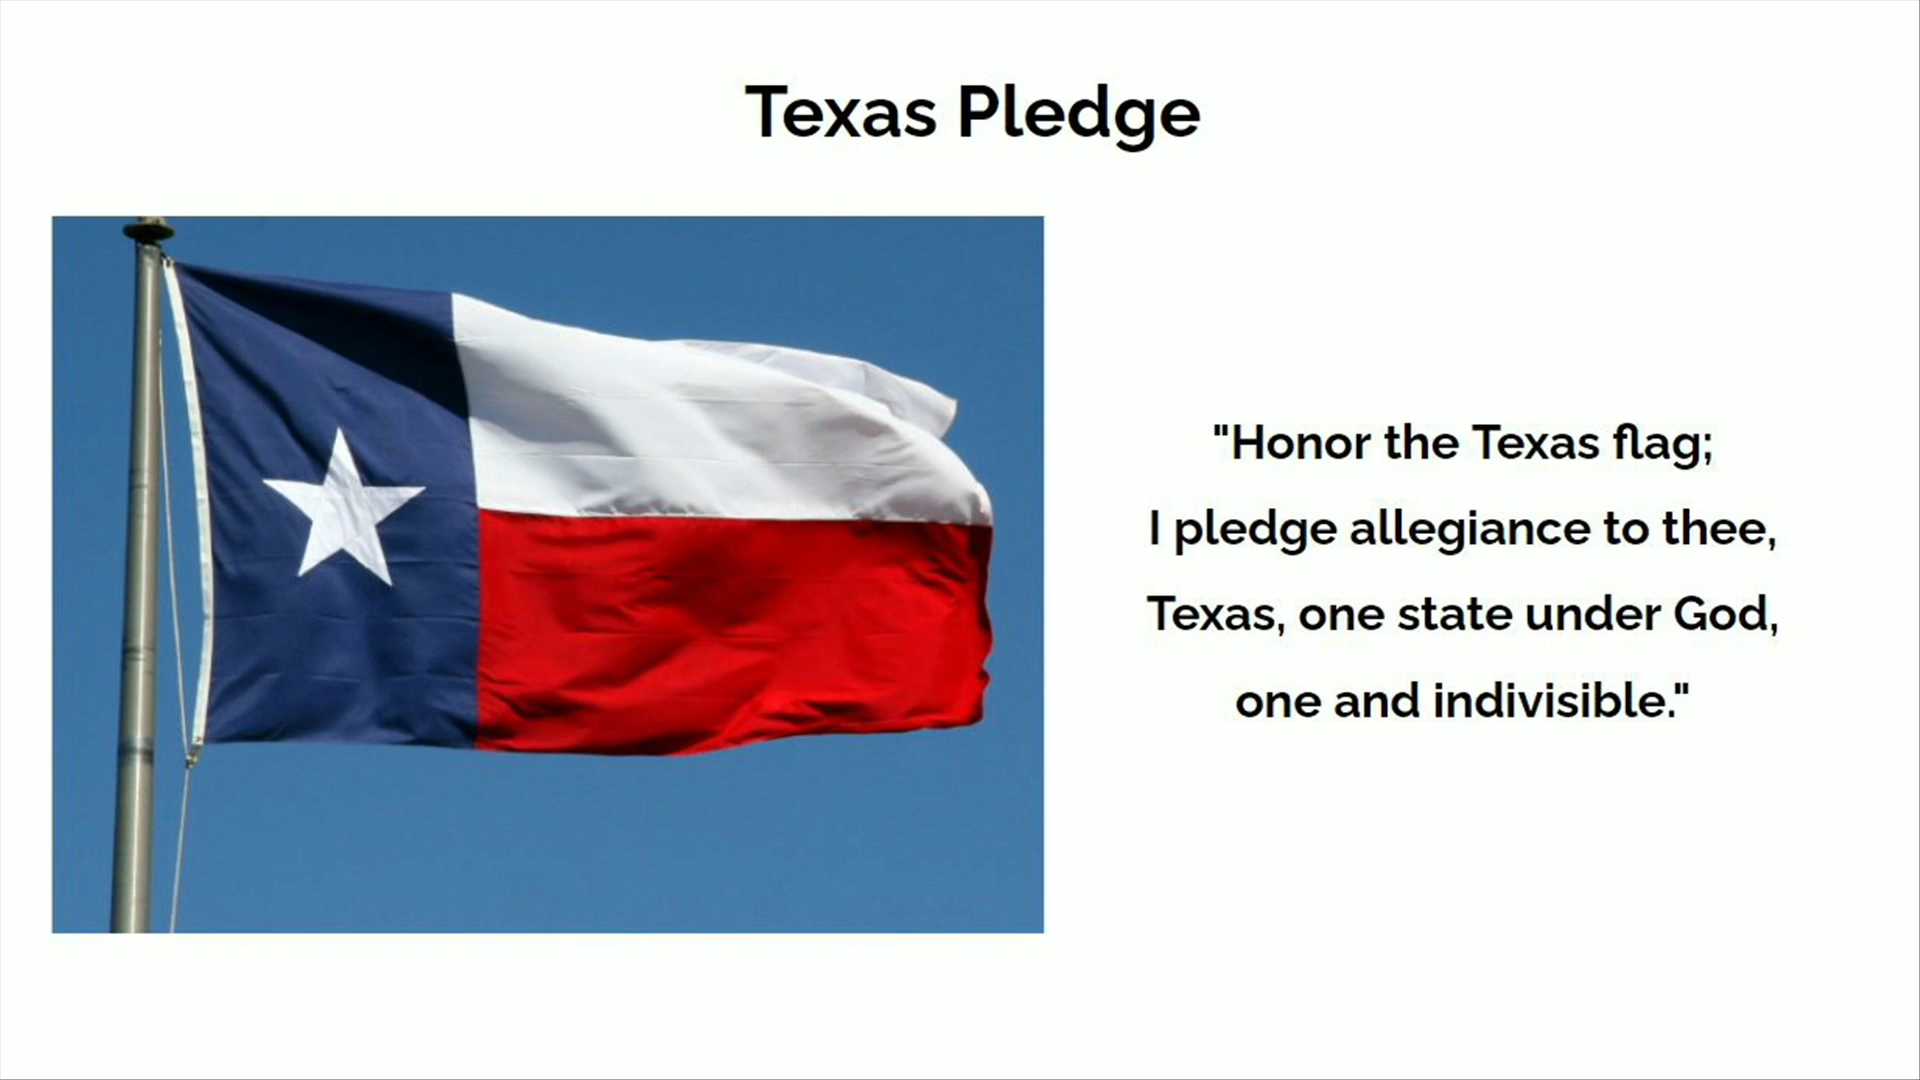 Texas Pledge
"Honor the Texas flag;
I pledge allegiance to thee,
Texas, one state under God,
one and indivisible."